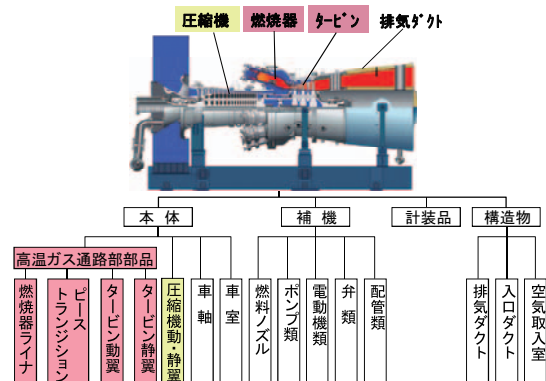 圧縮機
燃焼器
ﾀｰﾋﾞﾝ
排気ﾀﾞｸﾄ
本体
補機
計装品
構造物
高温ガス通路部部品
燃焼器ライナ
トランジション
ピース
タービン動翼
タービン静翼
圧縮機動・静翼
車軸
車室
燃料ノズル
ポンプ類
電動機類
弁類
配管類
排気ダクト
入口ダクト
空気取入室